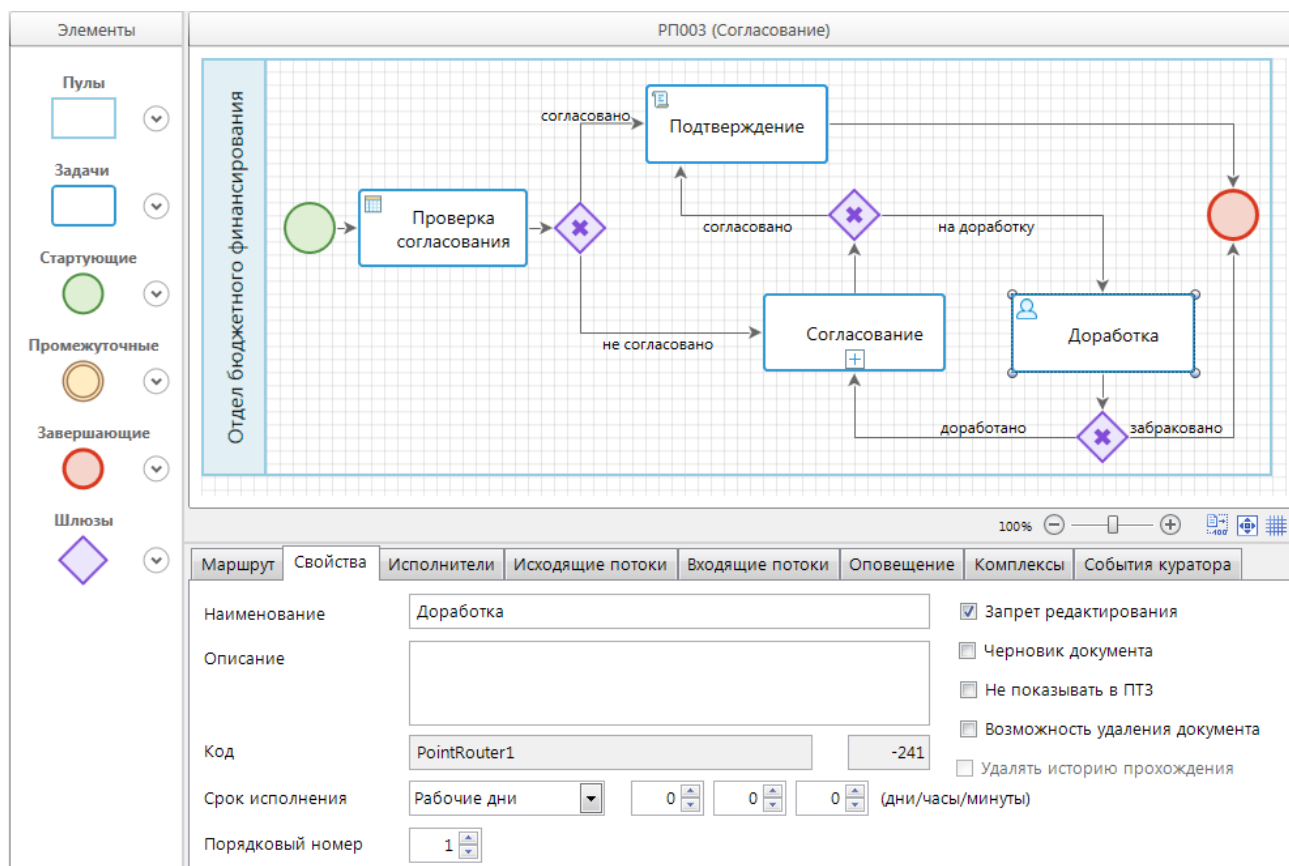 Элементы
РП003 (Согласование)
Пулы
Задачи
Стартующие
Промежуточные
Завершающие
Шлюзы
Отдел бюджетного финансирования
Проверка
согласования
согласовано
Подтверждение
согласовано
на доработку
не согласовано
Согласование
Доработка
доработано
забраковано
100%
Маршрут
Свойства
Исполнители
Исходящие потоки
Входящие потоки
Оповещение
Комплексы
События куратора
Наименование
Доработка
Запрет редактирования
Описание
Черновик документа
Не показывать в ПТЗ
Возможность удаления документа
Код
PointRouter1
-241
Удалять историю прохождения
Срок исполнения
Рабочие дни
0
0
0
(дни/часы/минуты)
Порядковый номер
1